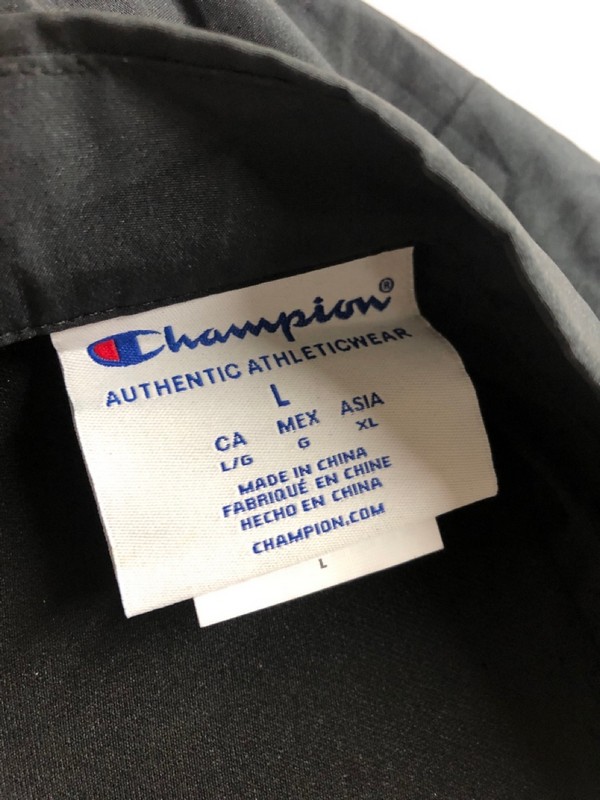 Champion®
AUTHENTIC ATHLETICWEAR
L
CA MEX ASIA
L/G G XL
MADE IN CHINA
FABRIQUÉ EN CHINE
HECHO EN CHINA
CHAMPION.COM
L